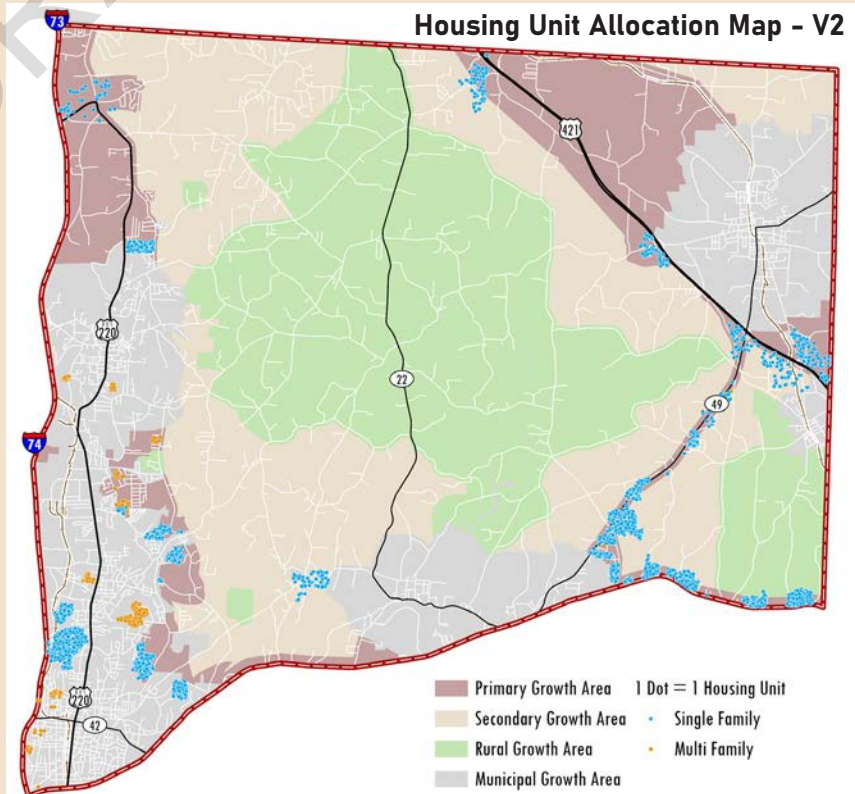 Housing Unit Allocation Map - V2
73
421
220
22
74
49
220
42
Primary Growth Area
1 Dot = 1 Housing Unit
Secondary Growth Area
Single Family
Rural Growth Area
Multi Family
Municipal Growth Area